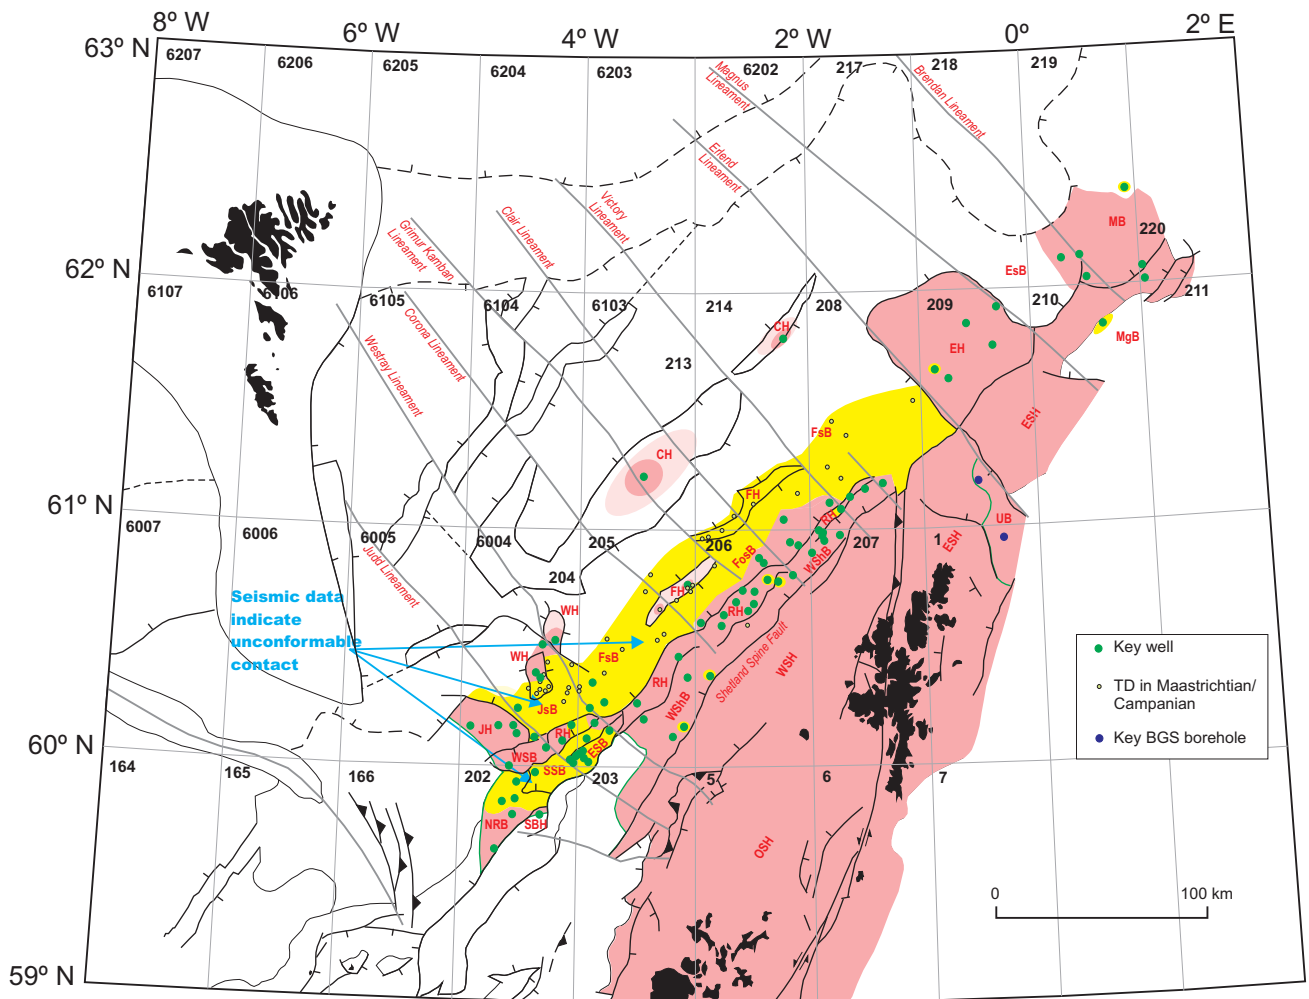 8º W
6º W
4º W
2º W
0º
2º E
63º N
6207
6206
6205
6204
6203
6202
217
218
219
Magnus
Lineament
Brendan Lineament
Erlend
Lineament
Victory
Lineament
Clair Lineament
Grimur Kamban
Lineament
MB
220
EsB
62º N
6107
6106
6105
6104
6103
214
208
209
210
211
CH
MgB
EH
Corona Lineament
Westray Lineament
213
ESH
FsB
CH
61º N
6007
6006
6005
6004
205
206
207
1
FH
RH
UB
ESH
FosB
WShB
Judd Lineament
204
Seismic data
indicate
unconformable
contact
WH
FH
RH
Shetland Spine Fault
WSH
WH
FsB
RH
WShB
JsB
JH
RH
ESB
WSB
SSB
60º N
164
165
166
202
203
5
6
7
NRB
SBH
OSH
Key well
TD in Maastrichtian/
Campanian
Key BGS borehole
0
100 km
59º N